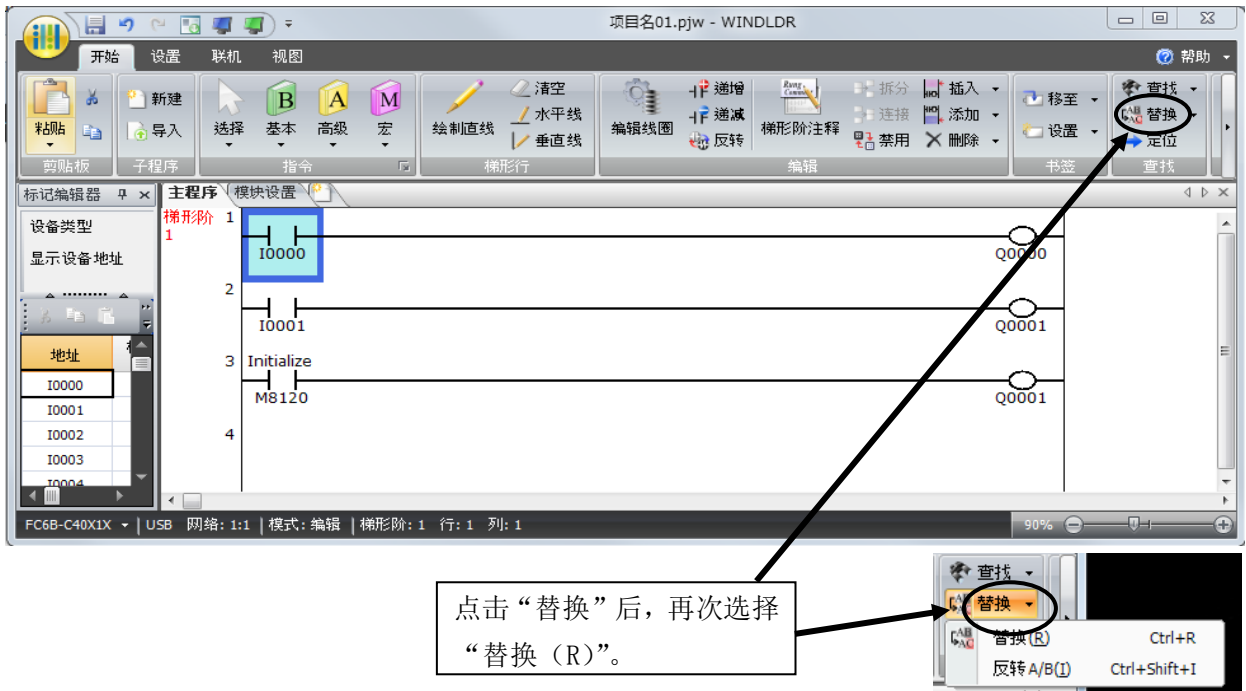 项目名01.pjw - WINDLDR
开始 设置 联机 视图 帮助
粘贴 新建 导入 选择 基本 高级 宏 绘制直线 清空 水平线 垂直线 编辑线圈 递增 递减 反转 梯形阶注释 拆分 连接 禁用 插入 添加 删除 移至 设置 查找 替换 定位
剪贴板 子程序 指令 梯形行 编辑 书签 查找
标记编辑器 主程序 模块设置
设备类型
显示设备地址
地址
I0000
I0001
I0002
I0003
I0004
梯形阶 1
1
I0000 Q0000
2
I0001 Q0001
3 Initialize
M8120 Q0001
4
FC6B-C40X1X USB 网络: 1:1 模式: 编辑 梯形阶: 1 行: 1 列: 1 90%
点击“替换”后，再次选择
“替换（R）”。
查找
替换
替换(R) Ctrl+R
反转 A/B(I) Ctrl+Shift+I